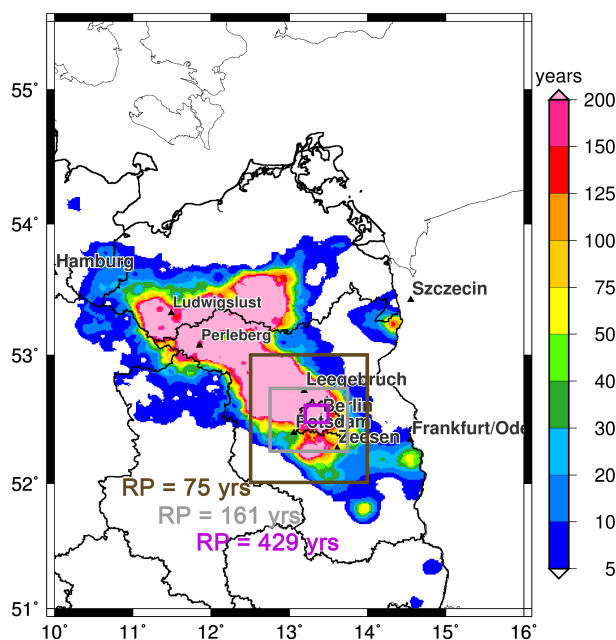 years
200
150
125
100
75
50
40
30
20
10
5
55°
54°
53°
52°
51°
Hamburg
Szczecin
Ludwigslust
Perleberg
Leegebruch
Berlin
Potsdam
Zeesen
Frankfurt/Ode
RP = 75 yrs
RP = 161 yrs
RP = 429 yrs
10° 11° 12° 13° 14° 15° 16°